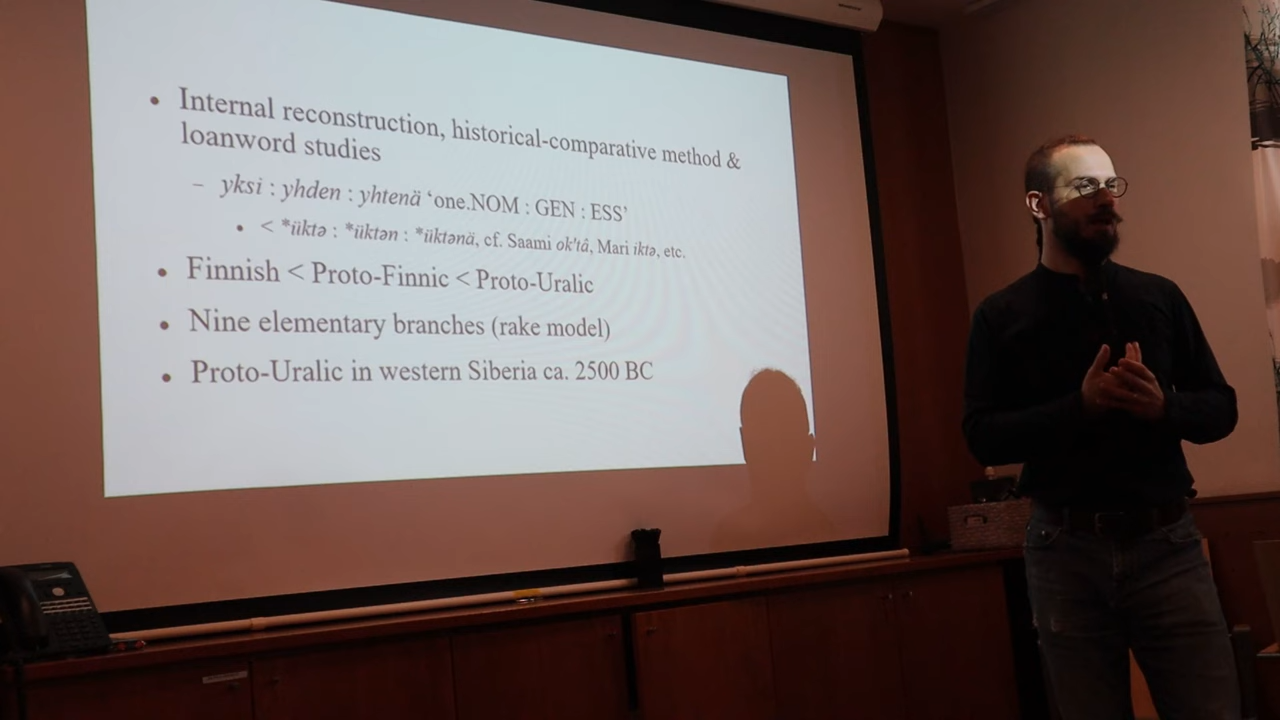 • Internal reconstruction, historical-comparative method &
loanword studies
– yksi : yhden : yhtenä ‘one.NOM : GEN : ESS’
• < *üktə : *üktən : *üktənä, cf. Saami ok'tâ, Mari iktə, etc.
• Finnish < Proto-Finnic < Proto-Uralic
• Nine elementary branches (rake model)
• Proto-Uralic in western Siberia ca. 2500 BC